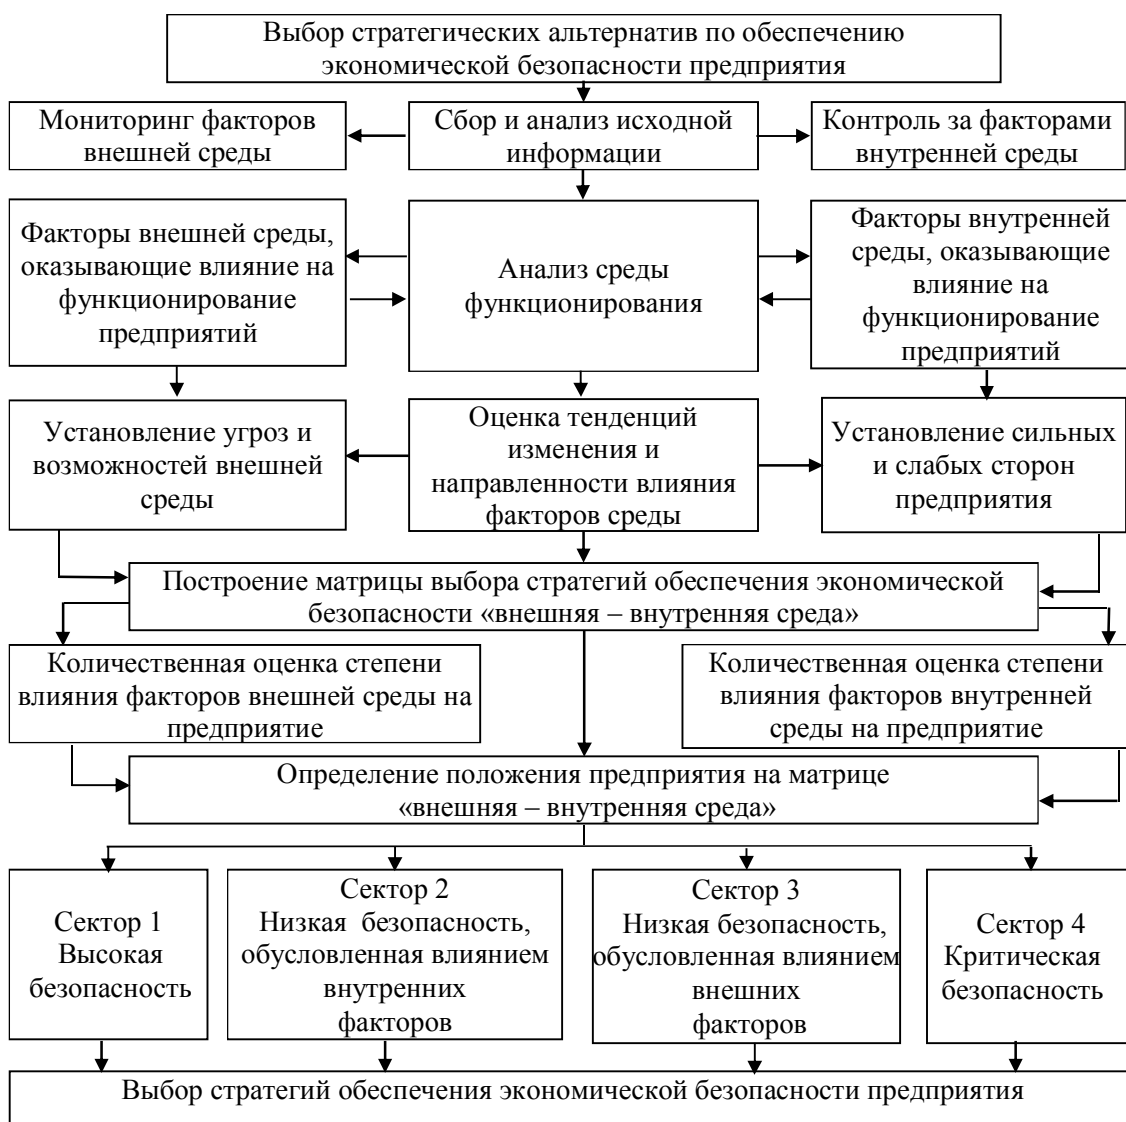 Выбор стратегических альтернатив по обеспечению
экономической безопасности предприятия
Мониторинг факторов
внешней среды
Сбор и анализ исходной
информации
Контроль за факторами
внутренней среды
Факторы внешней среды,
оказывающие влияние на
функционирование
предприятий
Анализ среды
функционирования
Факторы внутренней
среды, оказывающие
влияние на
функционирование
предприятий
Установление угроз и
возможностей внешней
среды
Оценка тенденций
изменения и
направленности влияния
факторов среды
Установление сильных
и слабых сторон
предприятия
Построение матрицы выбора стратегий обеспечения экономической
безопасности «внешняя – внутренняя среда»
Количественная оценка степени
влияния факторов внешней среды на
предприятие
Количественная оценка степени
влияния факторов внутренней
среды на предприятие
Определение положения предприятия на матрице
«внешняя – внутренняя среда»
Сектор 1
Высокая
безопасность
Сектор 2
Низкая безопасность,
обусловленная влиянием
внутренних
факторов
Сектор 3
Низкая безопасность,
обусловленная влиянием
внешних
факторов
Сектор 4
Критическая
безопасность
Выбор стратегий обеспечения экономической безопасности предприятия